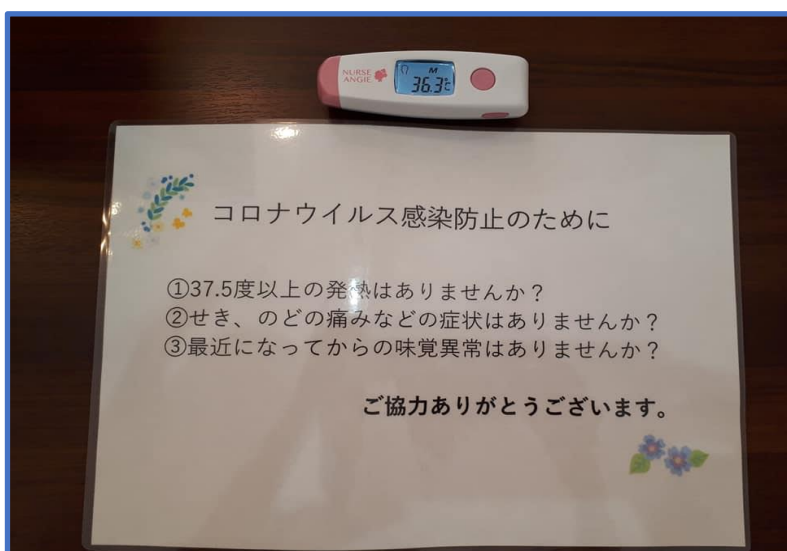 NURSE
ANGIE
M
36.3℃
コロナウイルス感染防止のために
①37.5度以上の発熱はありませんか？
②せき、のどの痛みなどの症状はありませんか？
③最近になってからの味覚異常はありませんか？
ご協力ありがとうございます。